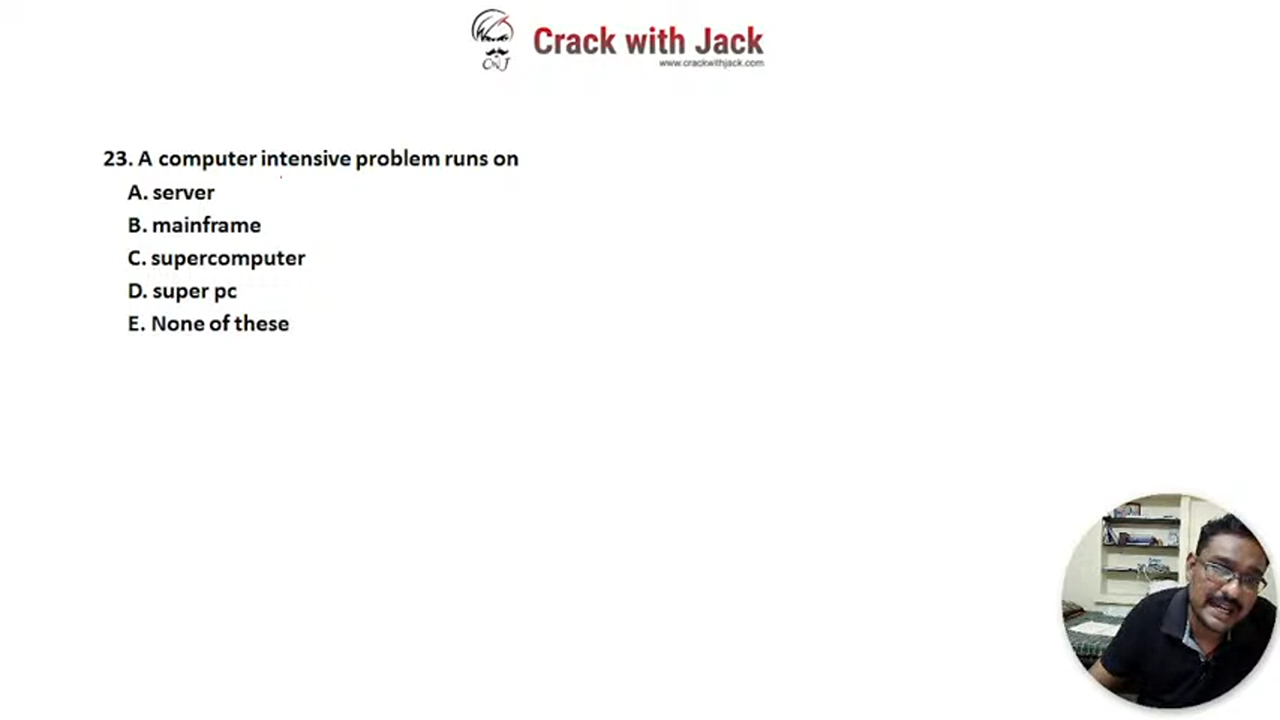 Crack with Jack
www.crackwithjack.com
23. A computer intensive problem runs on
A. server
B. mainframe
C. supercomputer
D. super pc
E. None of these